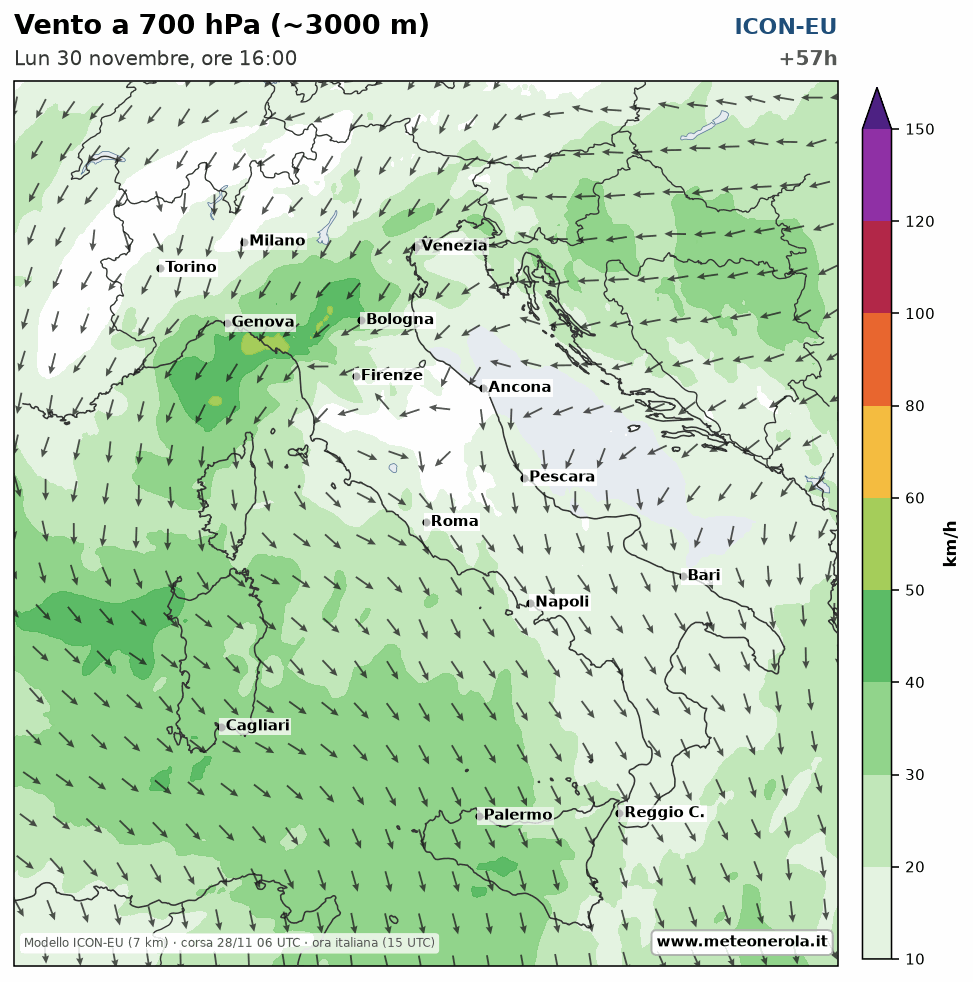 Vento a 700 hPa (~3000 m)
ICON-EU
Lun 30 novembre, ore 16:00
+57h
Milano
Venezia
Torino
Genova
Bologna
Firenze
Ancona
Pescara
Roma
Bari
Napoli
Cagliari
Palermo
Reggio C.
150
120
100
80
60
50
40
30
20
10
km/h
Modello ICON-EU (7 km) · corsa 28/11 06 UTC · ora italiana (15 UTC)
www.meteonerola.it